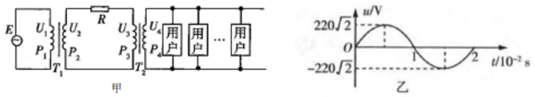 E U₁ U₂ R U₃ U₄ 用户 用户 … 用户
P₁ P₂ P₃ P₄
T₁ T₂
甲
u/V
220√2
O 1 2 t/10⁻² s
-220√2
乙